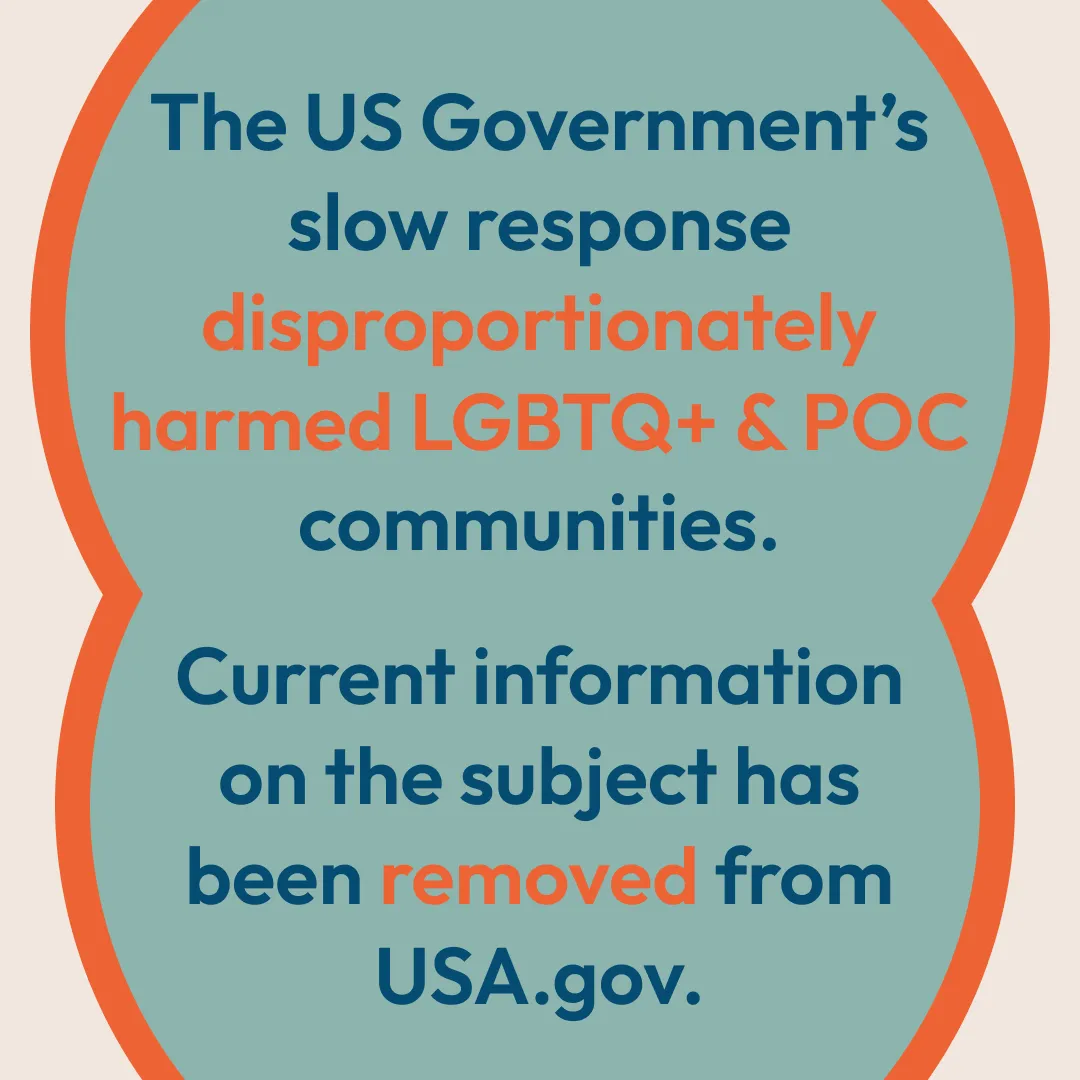 The US Government’s
slow response
disproportionately
harmed LGBTQ+ & POC
communities.
Current information
on the subject has
been removed from
USA.gov.